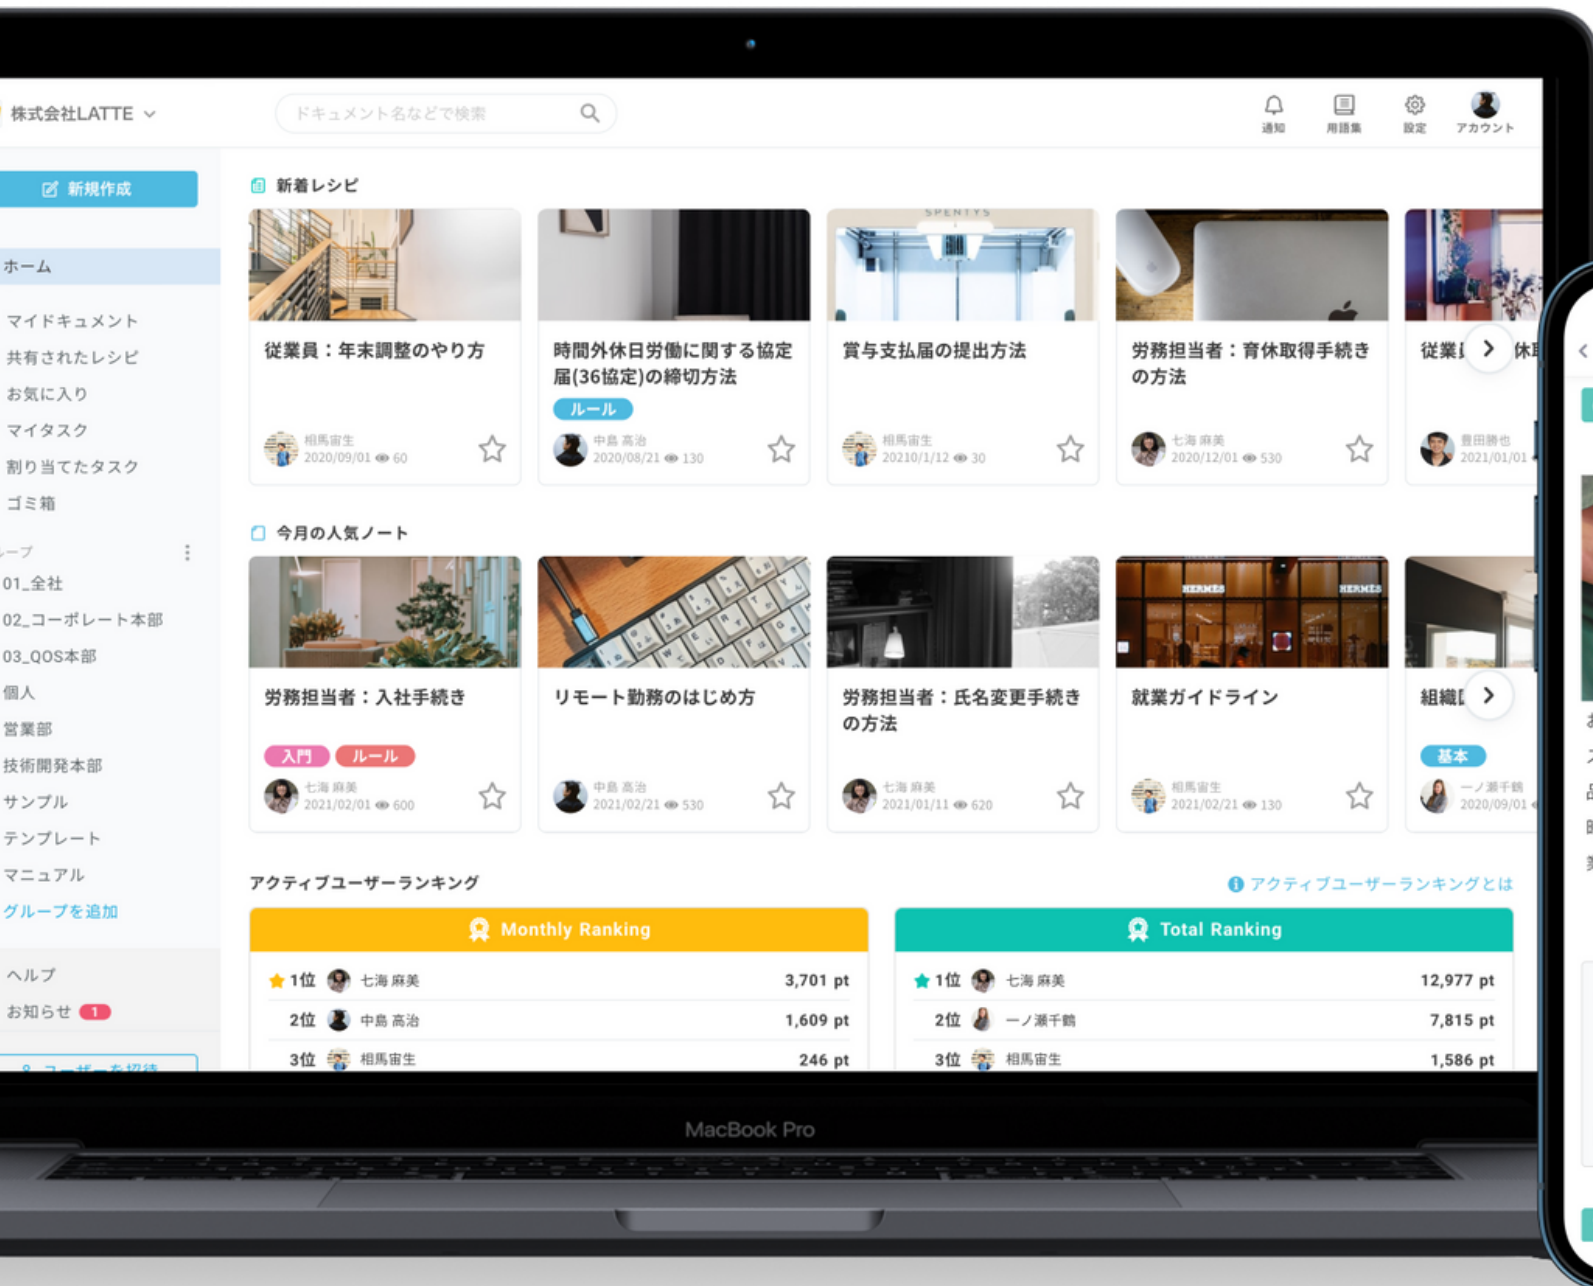 株式会社LATTE
ドキュメント名などで検索
通知
用語集
設定
アカウント
新規作成
ホーム
マイドキュメント
共有されたレシピ
お気に入り
マイタスク
割り当てたタスク
ゴミ箱
ループ
01_全社
02_コーポレート本部
03_QOS本部
個人
営業部
技術開発本部
サンプル
テンプレート
マニュアル
グループを追加
ヘルプ
お知らせ 1
ユーザーを招待
新着レシピ
従業員：年末調整のやり方
相馬宙生
2020/09/01 60
時間外休日労働に関する協定
届(36協定)の締切方法
ルール
中島 高治
2020/08/21 130
SPENTYS
賞与支払届の提出方法
相馬宙生
20210/1/12 30
労務担当者：育休取得手続き
の方法
七海 麻美
2020/12/01 530
従業 休
豊田勝也
2021/01/01
今月の人気ノート
労務担当者：入社手続き
入門 ルール
七海 麻美
2021/02/01 600
リモート勤務のはじめ方
中島 高治
2021/02/21 530
労務担当者：氏名変更手続き
の方法
七海 麻美
2021/01/11 620
HERMES HERMES
就業ガイドライン
相馬宙生
2021/02/21 130
組織
基本
一ノ瀬千鶴
2020/09/01
アクティブユーザーランキング
アクティブユーザーランキングとは
Monthly Ranking
1位 七海 麻美 3,701 pt
2位 中島 高治 1,609 pt
3位 相馬宙生 246 pt
Total Ranking
1位 七海 麻美 12,977 pt
2位 一ノ瀬千鶴 7,815 pt
3位 相馬宙生 1,586 pt
MacBook Pro